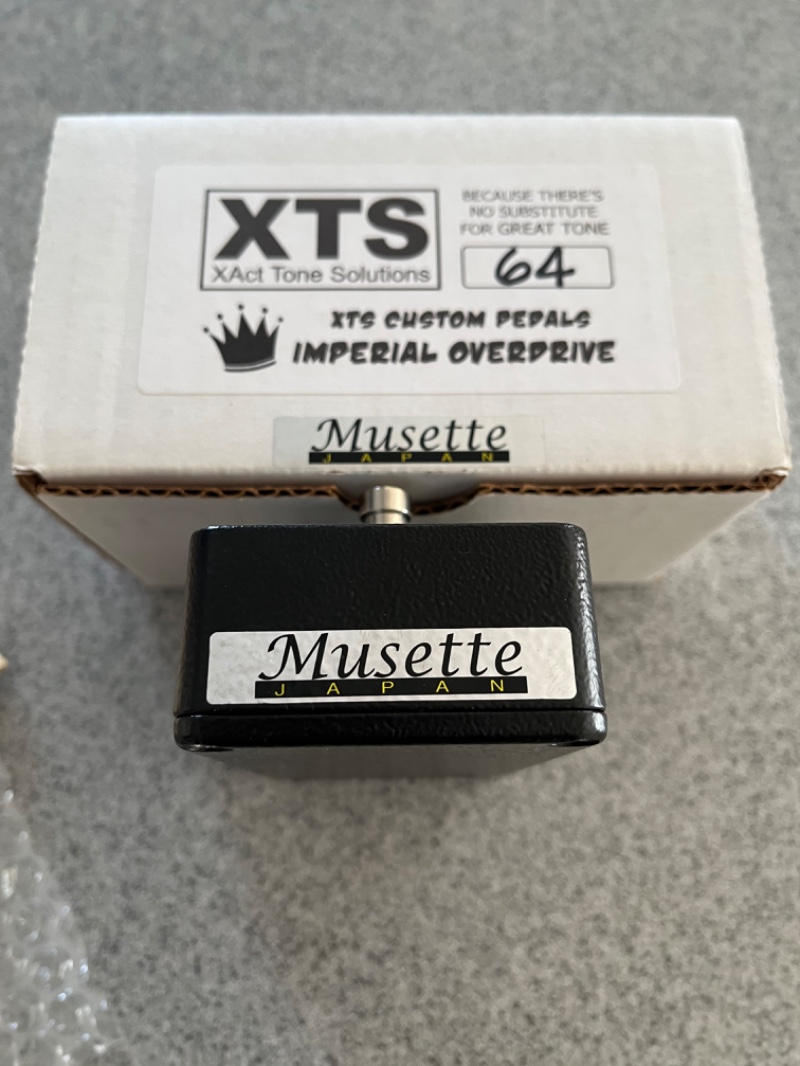 XTS
XAct Tone Solutions
BECAUSE THERE'S
NO SUBSTITUTE
FOR GREAT TONE
64
XTS CUSTOM PEDALS
IMPERIAL OVERDRIVE
Musette
JAPAN
Musette
JAPAN